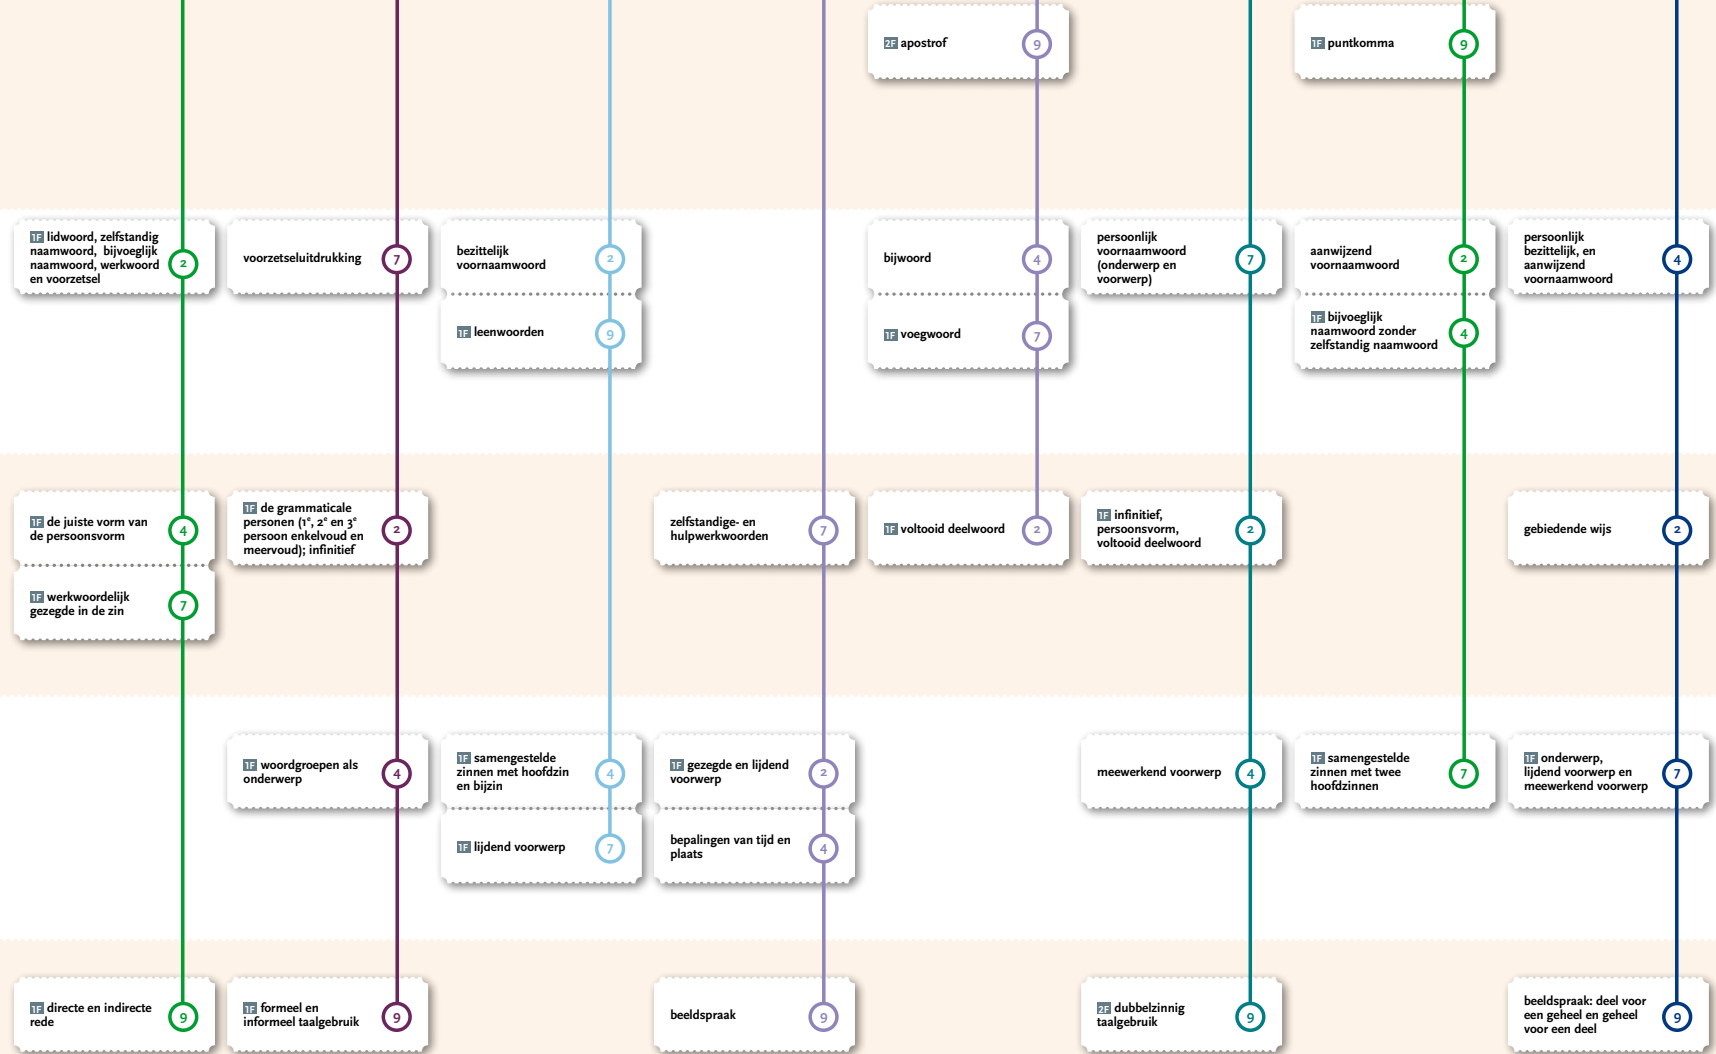 2F apostrof
9
1F puntkomma
9
1F lidwoord, zelfstandig
naamwoord, bijvoeglijk
naamwoord, werkwoord
en voorzetsel
2
voorzetseluitdrukking
7
bezittelijk
voornaamwoord
2
1F leenwoorden
9
bijwoord
4
1F voegwoord
7
persoonlijk
voornaamwoord
(onderwerp en
voorwerp)
7
aanwijzend
voornaamwoord
2
1F bijvoeglijk
naamwoord zonder
zelfstandig naamwoord
4
persoonlijk
bezittelijk, en
aanwijzend
voornaamwoord
4
1F de juiste vorm van
de persoonsvorm
4
1F werkwoordelijk
gezegde in de zin
7
1F de grammaticale
personen (1e, 2e en 3e
persoon enkelvoud en
meervoud); infinitief
2
zelfstandige- en
hulpwerkwoorden
7
1F voltooid deelwoord
2
1F infinitief,
persoonsvorm,
voltooid deelwoord
2
gebiedende wijs
2
1F woordgroepen als
onderwerp
4
1F samengestelde
zinnen met hoofdzin
en bijzin
4
1F lijdend voorwerp
7
1F gezegde en lijdend
voorwerp
2
bepalingen van tijd en
plaats
4
meewerkend voorwerp
4
1F samengestelde
zinnen met twee
hoofdzinnen
7
1F onderwerp,
lijdend voorwerp en
meewerkend voorwerp
7
1F directe en indirecte
rede
9
1F formeel en
informeel taalgebruik
9
beeldspraak
9
2F dubbelzinnig
taalgebruik
9
beeldspraak: deel voor
een geheel en geheel
voor een deel
9